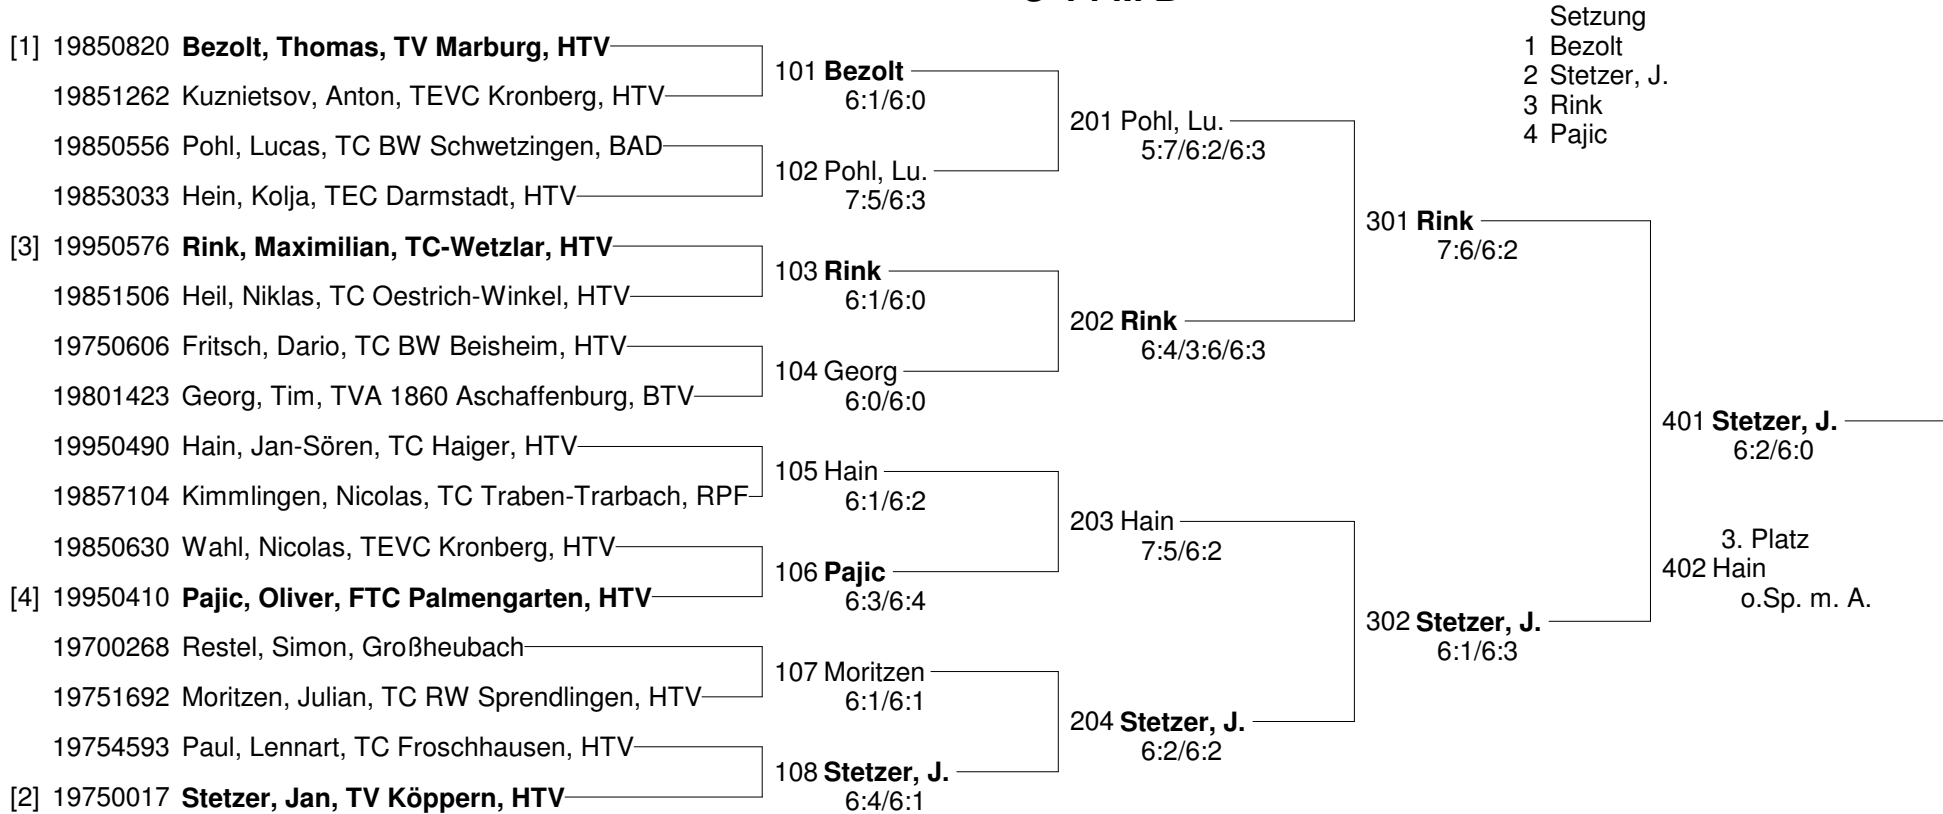 Setzung
1 Bezolt
2 Stetzer, J.
3 Rink
4 Pajic
[1] 19850820 Bezolt, Thomas, TV Marburg, HTV
19851262 Kuznietsov, Anton, TEVC Kronberg, HTV
19850556 Pohl, Lucas, TC BW Schwetzingen, BAD
19853033 Hein, Kolja, TEC Darmstadt, HTV
[3] 19950576 Rink, Maximilian, TC-Wetzlar, HTV
19851506 Heil, Niklas, TC Oestrich-Winkel, HTV
19750606 Fritsch, Dario, TC BW Beisheim, HTV
19801423 Georg, Tim, TVA 1860 Aschaffenburg, BTV
19950490 Hain, Jan-Sören, TC Haiger, HTV
19857104 Kimmlingen, Nicolas, TC Traben-Trarbach, RPF
19850630 Wahl, Nicolas, TEVC Kronberg, HTV
[4] 19950410 Pajic, Oliver, FTC Palmengarten, HTV
19700268 Restel, Simon, Großheubach
19751692 Moritzen, Julian, TC RW Sprendlingen, HTV
19754593 Paul, Lennart, TC Froschhausen, HTV
[2] 19750017 Stetzer, Jan, TV Köppern, HTV
101 Bezolt
6:1/6:0
102 Pohl, Lu.
7:5/6:3
103 Rink
6:1/6:0
104 Georg
6:0/6:0
105 Hain
6:1/6:2
106 Pajic
6:3/6:4
107 Moritzen
6:1/6:1
108 Stetzer, J.
6:4/6:1
201 Pohl, Lu.
5:7/6:2/6:3
202 Rink
6:4/3:6/6:3
203 Hain
7:5/6:2
204 Stetzer, J.
6:2/6:2
301 Rink
7:6/6:2
302 Stetzer, J.
6:1/6:3
401 Stetzer, J.
6:2/6:0
3. Platz
402 Hain
o.Sp. m. A.